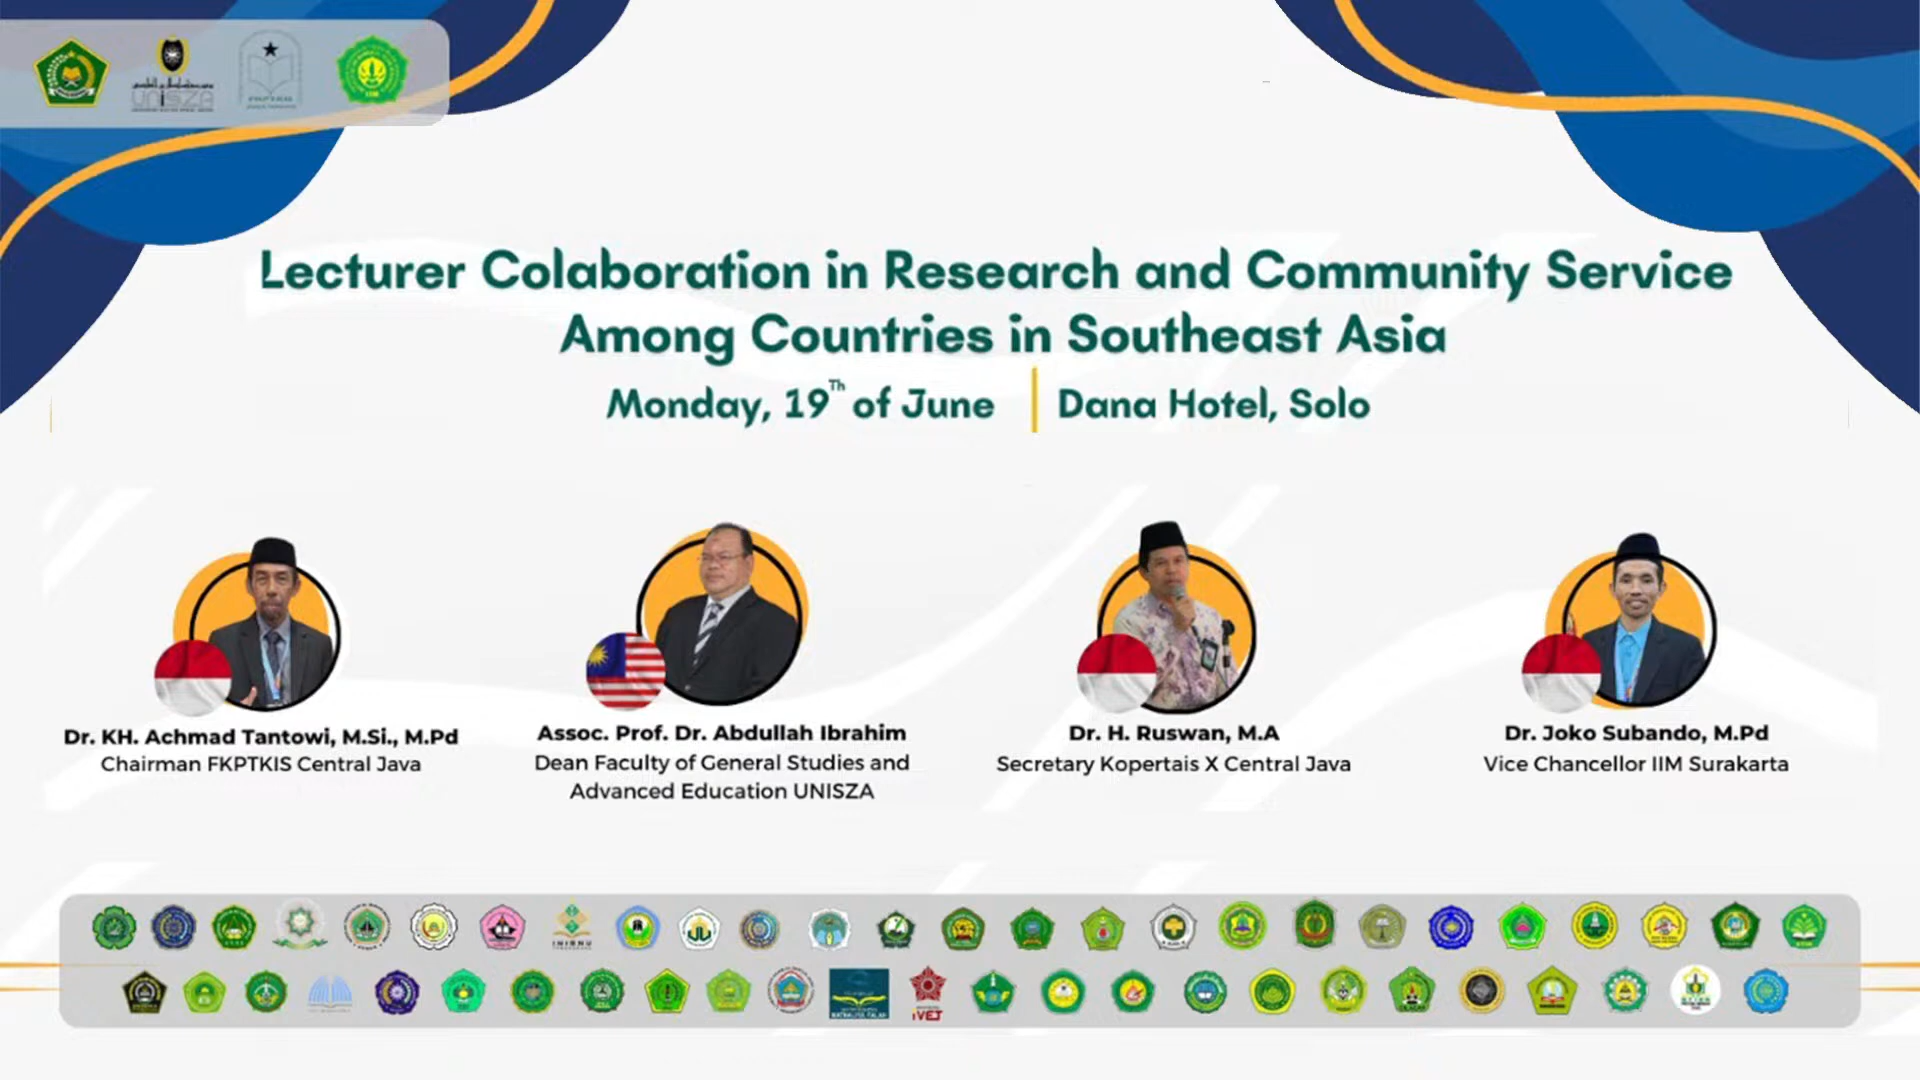 UNISZA
Lecturer Colaboration in Research and Community Service
Among Countries in Southeast Asia
Monday, 19Th of June
Dana Hotel, Solo
Dr. KH. Achmad Tantowi, M.Si., M.Pd
Chairman FKPTKIS Central Java
Assoc. Prof. Dr. Abdullah Ibrahim
Dean Faculty of General Studies and
Advanced Education UNISZA
Dr. H. Ruswan, M.A
Secretary Kopertais X Central Java
Dr. Joko Subando, M.Pd
Vice Chancellor IIM Surakarta
INISNU
IVET